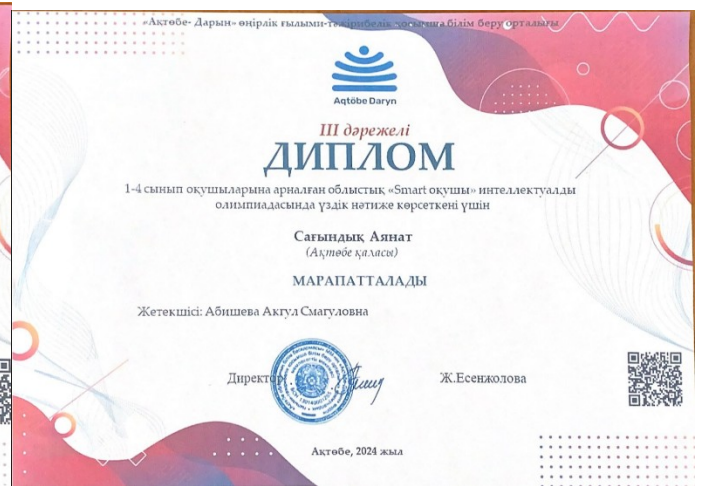 «Ақтөбе- Дарын» өңірлік ғылыми-тәжірибелік қосымша білім беру орталығы
Aqtöbe Daryn
III дәрежелі
ДИПЛОМ
1-4 сынып оқушыларына арналған облыстық «Smart оқушы» интеллектуалды
олимпиадасында үздік нәтиже көрсеткені үшін
Сағындық Аянат
(Ақтөбе қаласы)
МАРАПАТТАЛАДЫ
Жетекшісі: Абишева Акгул Смагуловна
Директор
Ж.Есенжолова
Ақтөбе, 2024 жыл